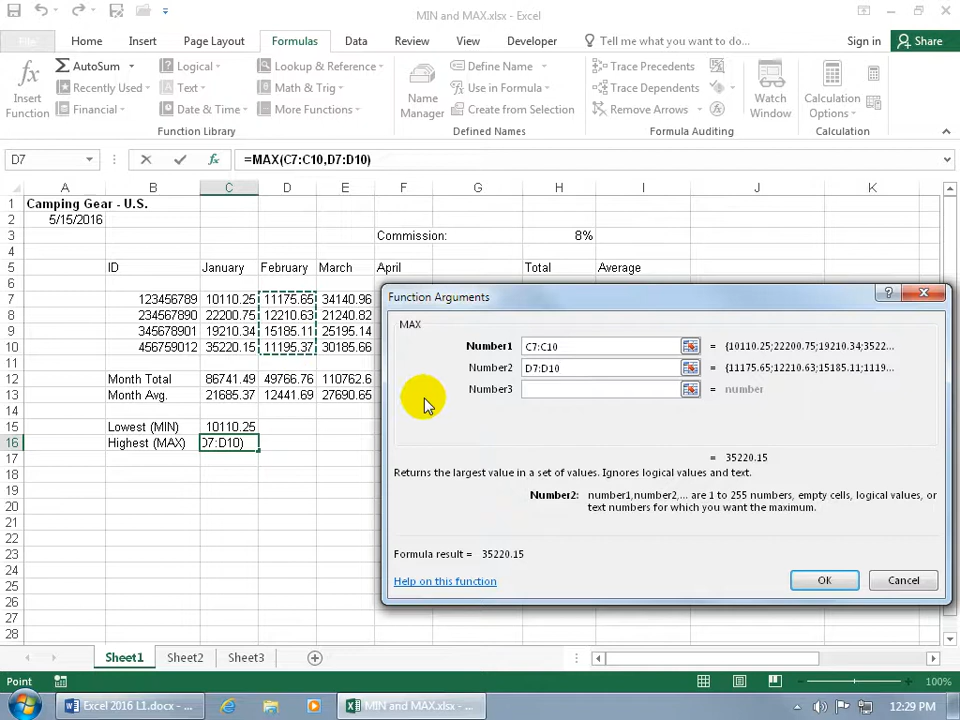 MIN and MAX.xlsx - Excel
File Home Insert Page Layout Formulas Data Review View Developer Tell me what you want to do... Sign in Share
Insert Function
AutoSum
Recently Used
Financial
Logical
Text
Date & Time
Lookup & Reference
Math & Trig
More Functions
Function Library
Name Manager
Define Name
Use in Formula
Create from Selection
Defined Names
Trace Precedents
Trace Dependents
Remove Arrows
Formula Auditing
Watch Window
Calculation Options
Calculation
D7 fx =MAX(C7:C10,D7:D10)
A B C D E F G H I J K
1 Camping Gear - U.S.
2 5/15/2016
3 Commission: 8%
4
5 ID January February March April Total Average
6
7 123456789 10110.25 11175.65 34140.96
8 234567890 22200.75 12210.63 21240.82
9 345678901 19210.34 15185.11 25195.14
10 456759012 35220.15 11195.37 30185.66
11
12 Month Total 86741.49 49766.76 110762.6
13 Month Avg. 21685.37 12441.69 27690.65
14
15 Lowest (MIN) 10110.25
16 Highest (MAX) D7:D10)
17
18
19
20
21
22
23
24
25
26
27
28
Function Arguments ?
MAX
Number1 C7:C10 = {10110.25;22200.75;19210.34;3522...
Number2 D7:D10 = {11175.65;12210.63;15185.11;1119...
Number3 = number
= 35220.15
Returns the largest value in a set of values. Ignores logical values and text.
Number2: number1,number2,... are 1 to 255 numbers, empty cells, logical values, or
text numbers for which you want the maximum.
Formula result = 35220.15
Help on this function
OK Cancel
Sheet1 Sheet2 Sheet3
Point 100%
Excel 2016 L1.docx - ... MIN and MAX.xlsx - ... 12:29 PM